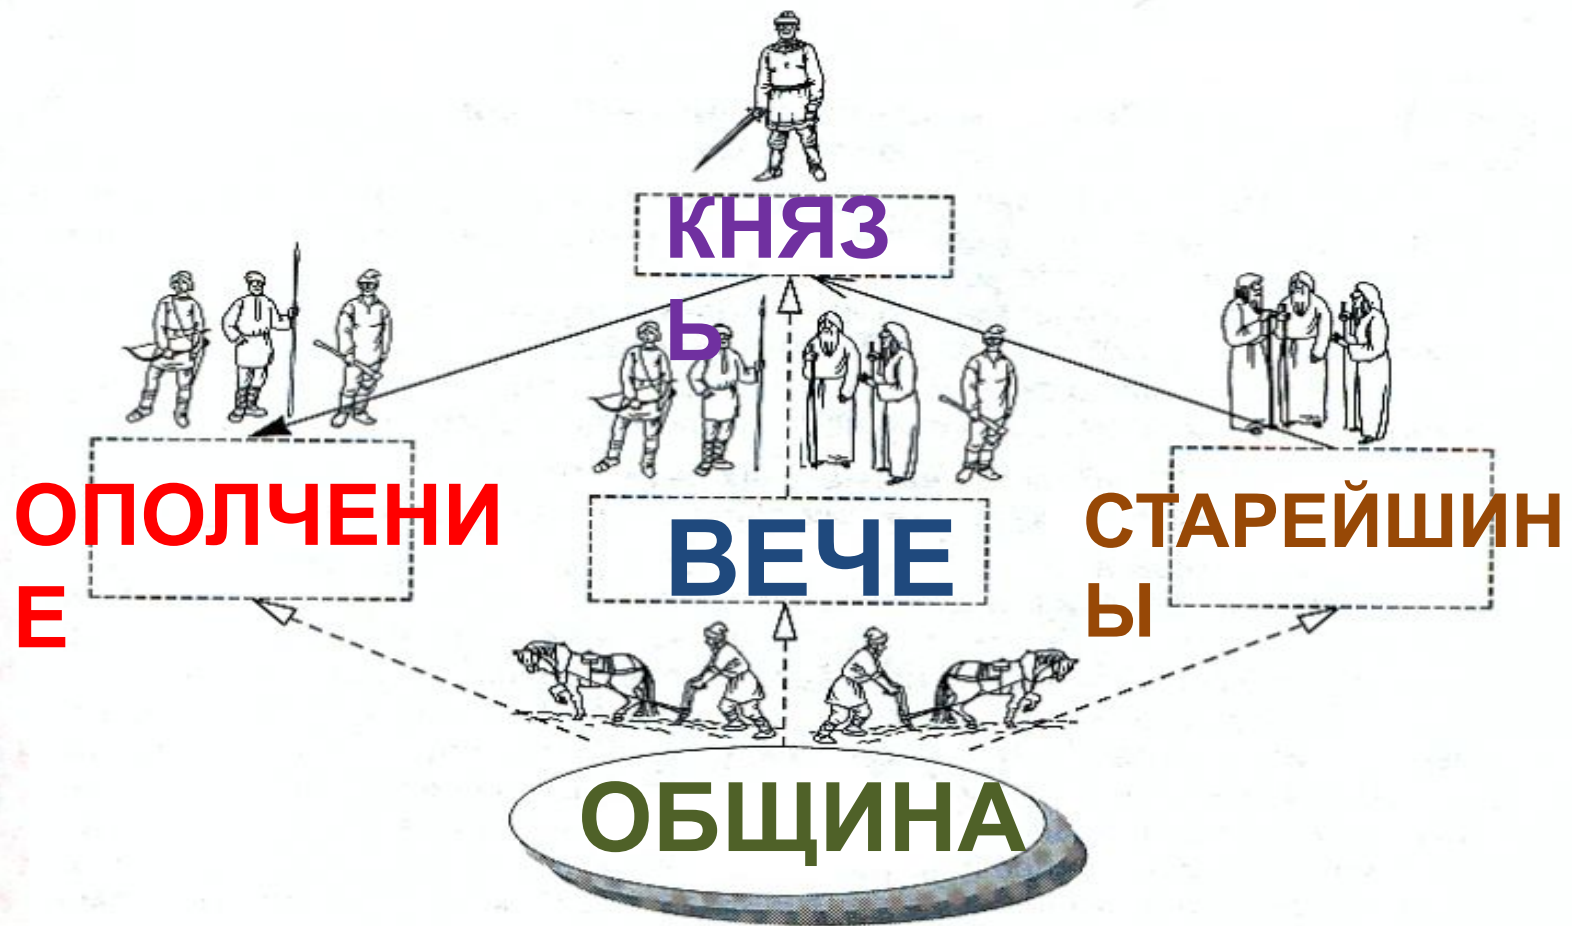 КНЯЗ
Ь
ОПОЛЧЕНИ
Е
ВЕЧЕ
СТАРЕЙШИН
Ы
ОБЩИНА